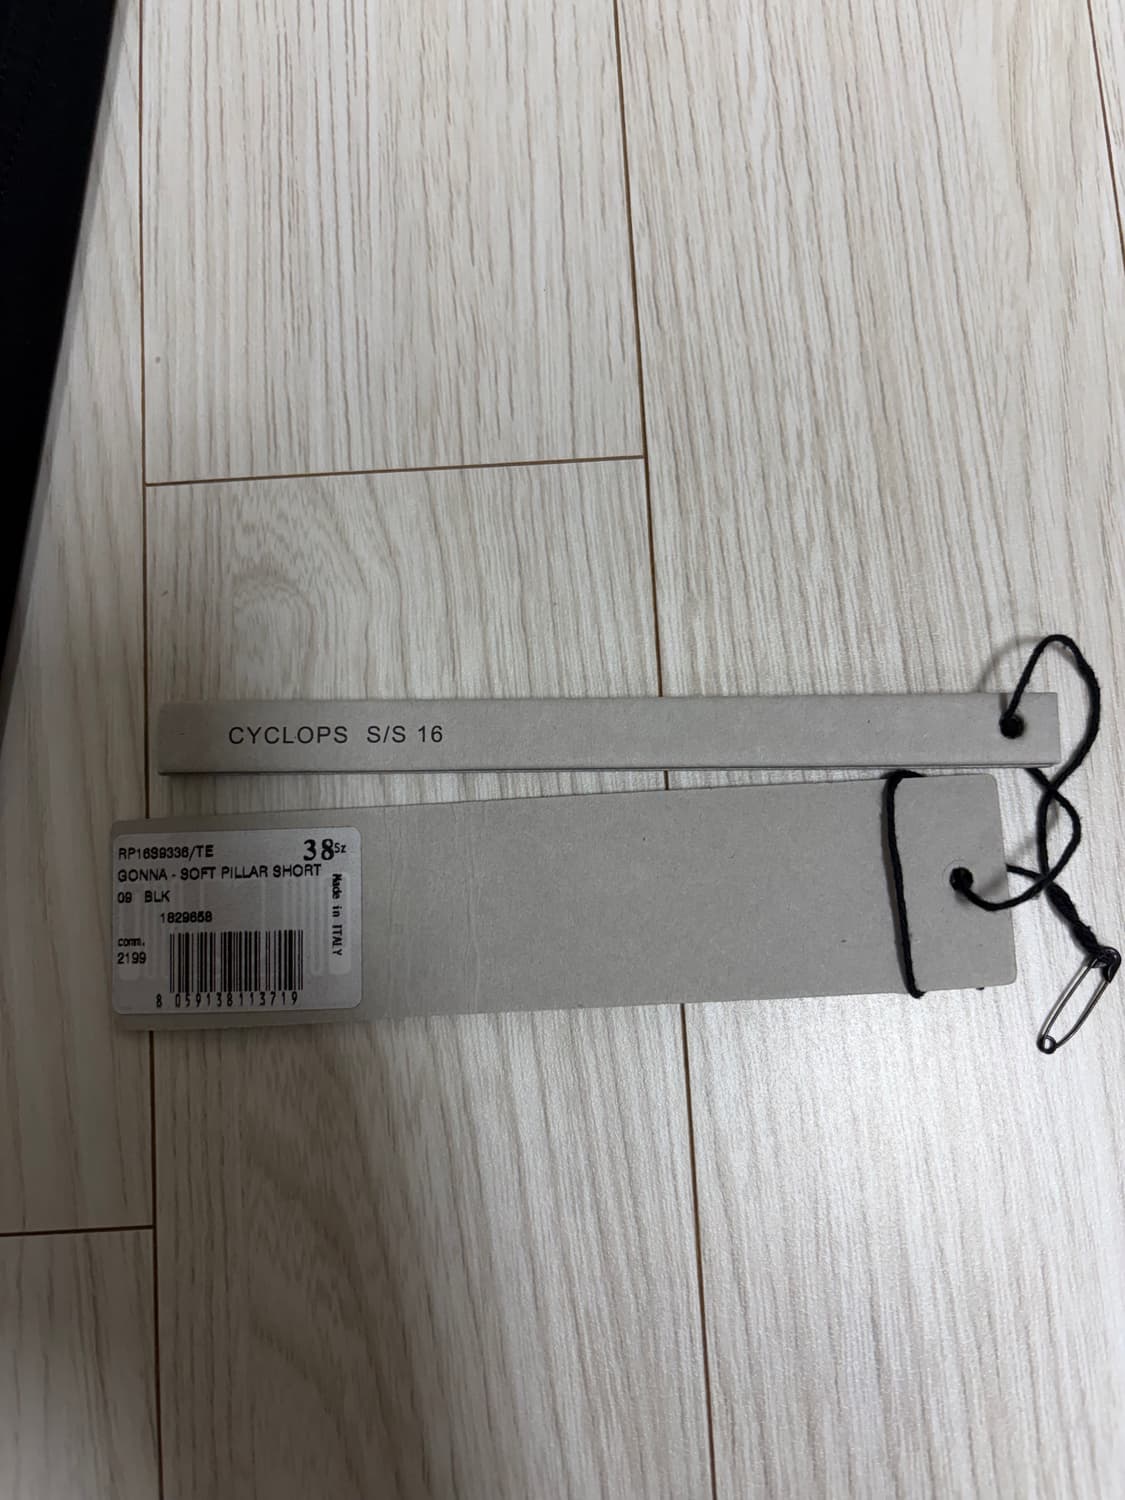 CYCLOPS S/S 16
RP16S9336/TE
38 Sz
GONNA - SOFT PILLAR SHORT
09 BLK
1829658
comm.
2199
Made in ITALY
8 059138113719